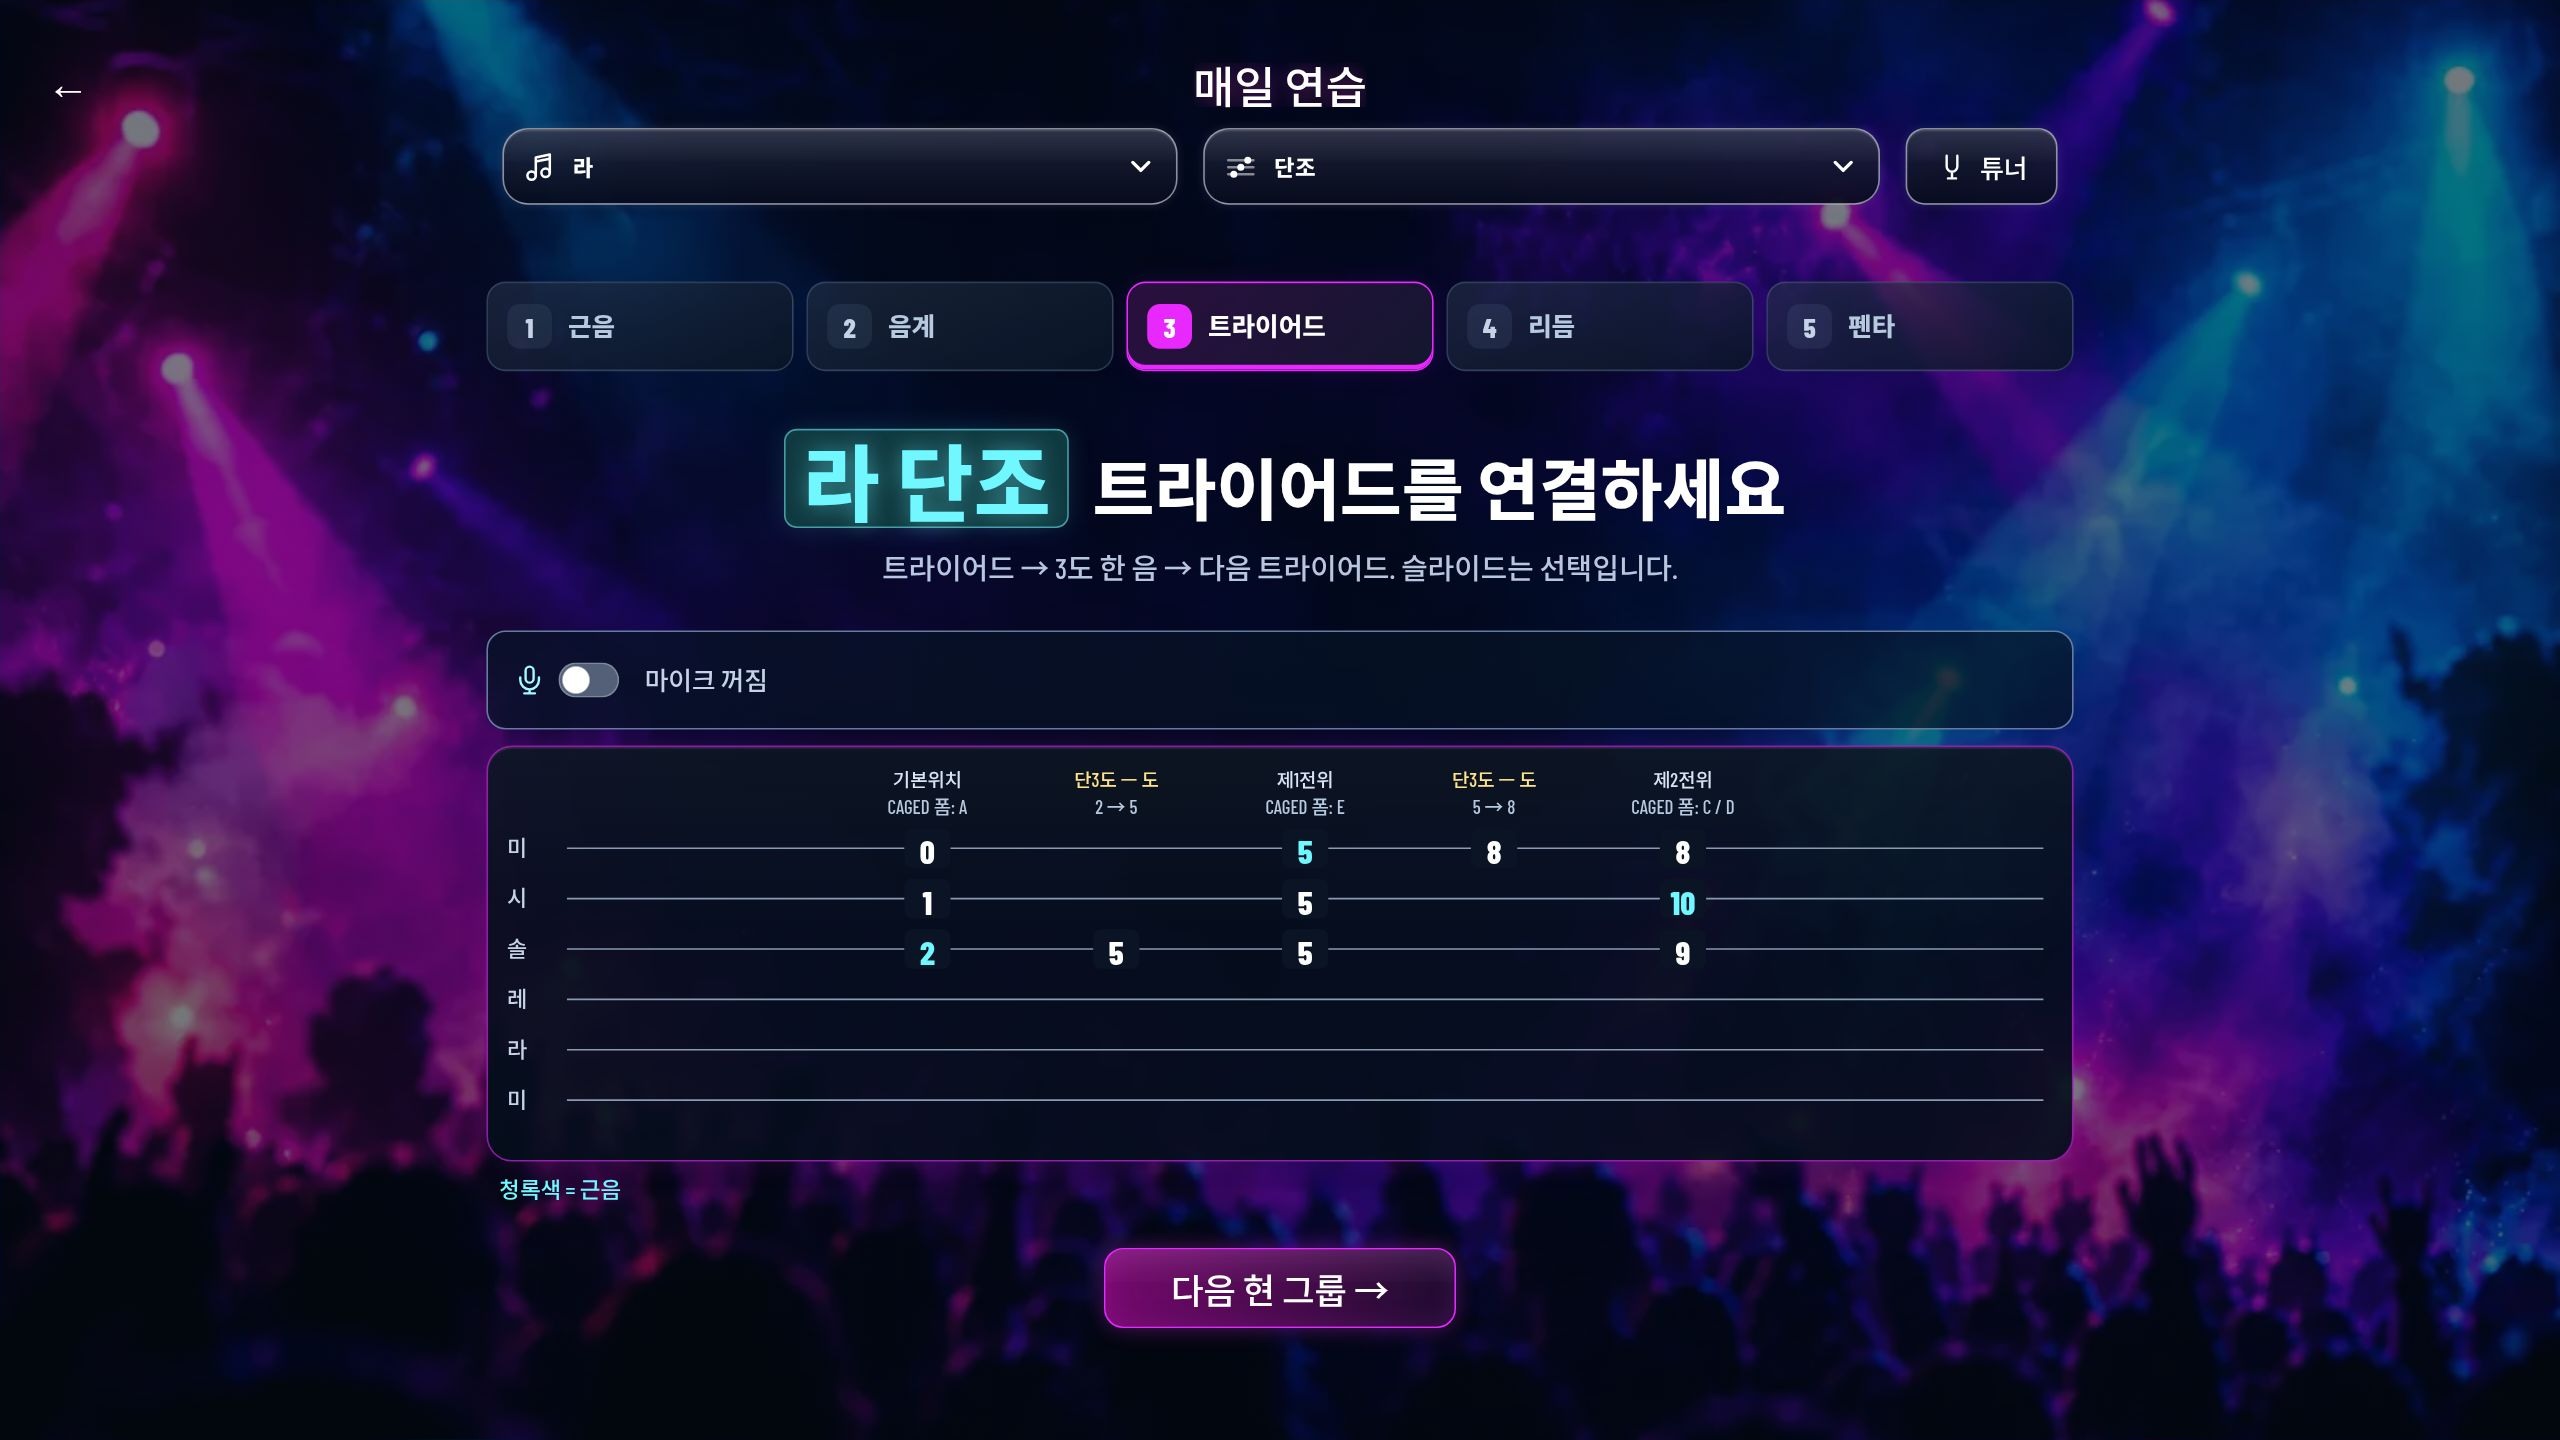 ←
매일 연습
라
단조
튜너
1 근음
2 음계
3 트라이어드
4 리듬
5 펜타
라 단조 트라이어드를 연결하세요
트라이어드 → 3도 한 음 → 다음 트라이어드. 슬라이드는 선택입니다.
마이크 꺼짐
기본위치 단3도 — 도 제1전위 단3도 — 도 제2전위
CAGED 폼: A 2 → 5 CAGED 폼: E 5 → 8 CAGED 폼: C / D
미 0 5 8 8
시 1 5 10
솔 2 5 5 9
레
라
미
청록색 = 근음
다음 현 그룹 →